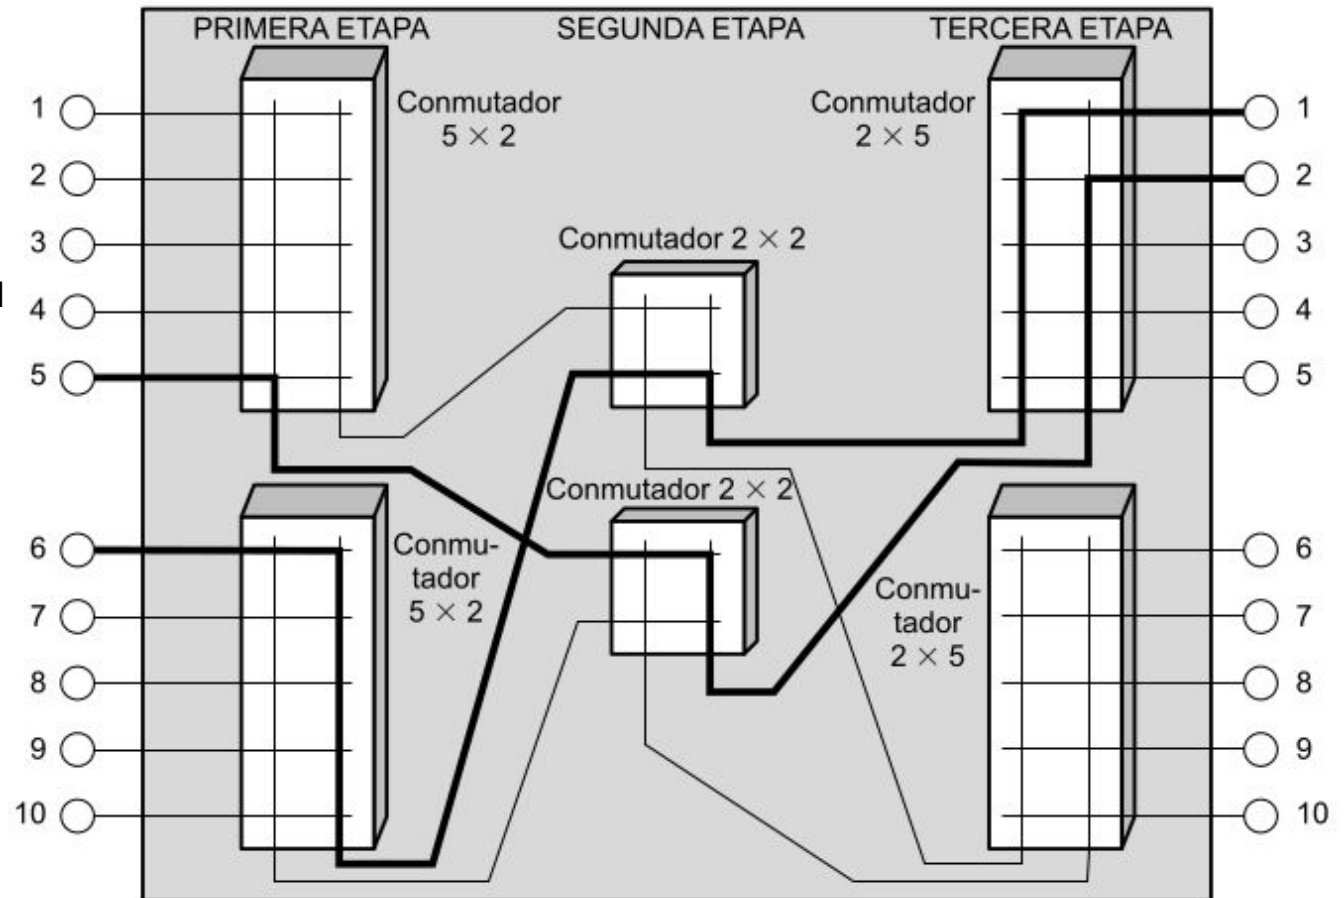 PRIMERA ETAPA
SEGUNDA ETAPA
TERCERA ETAPA
Conmutador
5 × 2
Conmutador
2 × 5
1
2
3
4
5
1
2
3
4
5
Conmutador 2 × 2
Conmutador 2 × 2
Conmu-
tador
5 × 2
Conmu-
tador
2 × 5
6
7
8
9
10
6
7
8
9
10